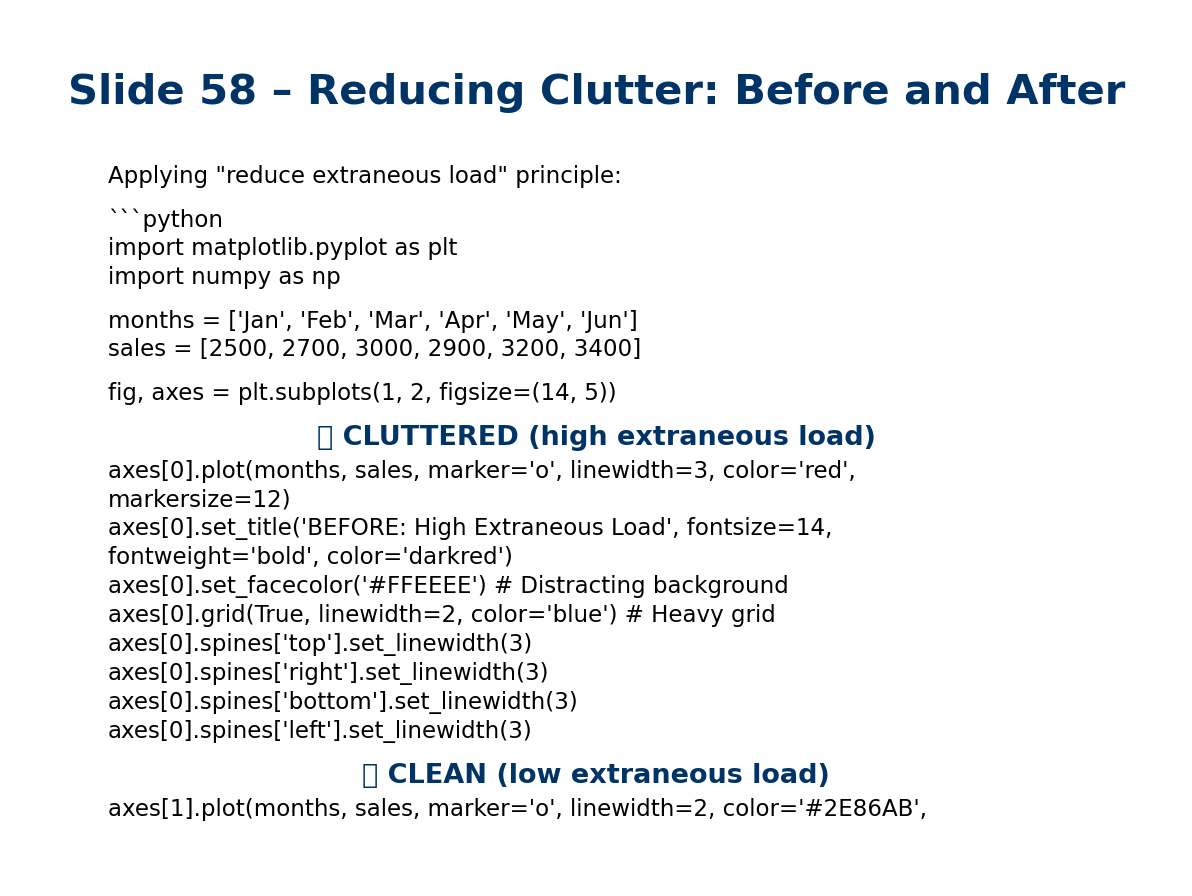 Slide 58 – Reducing Clutter: Before and After
Applying "reduce extraneous load" principle:
```python
import matplotlib.pyplot as plt
import numpy as np
months = ['Jan', 'Feb', 'Mar', 'Apr', 'May', 'Jun']
sales = [2500, 2700, 3000, 2900, 3200, 3400]
fig, axes = plt.subplots(1, 2, figsize=(14, 5))
CLUTTERED (high extraneous load)
axes[0].plot(months, sales, marker='o', linewidth=3, color='red',
markersize=12)
axes[0].set_title('BEFORE: High Extraneous Load', fontsize=14,
fontweight='bold', color='darkred')
axes[0].set_facecolor('#FFEEEE') # Distracting background
axes[0].grid(True, linewidth=2, color='blue') # Heavy grid
axes[0].spines['top'].set_linewidth(3)
axes[0].spines['right'].set_linewidth(3)
axes[0].spines['bottom'].set_linewidth(3)
axes[0].spines['left'].set_linewidth(3)
CLEAN (low extraneous load)
axes[1].plot(months, sales, marker='o', linewidth=2, color='#2E86AB',